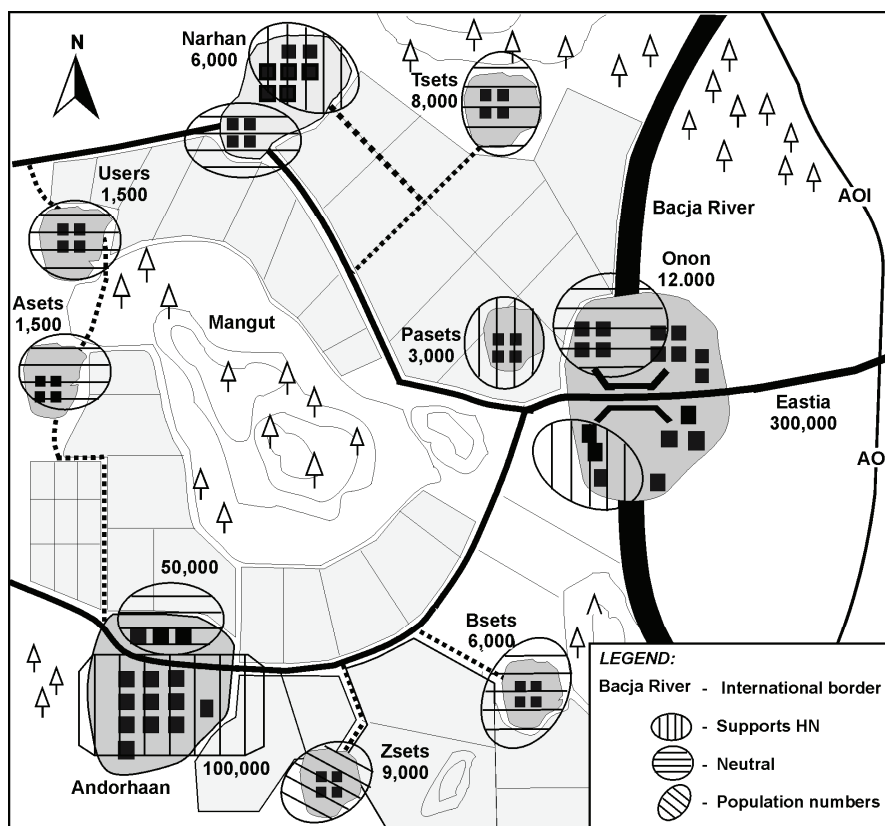 N
Narhan
6,000
Tsets
8,000
Users
1,500
AOI
Bacja River
Onon
12.000
Asets
1,500
Mangut
Pasets
3,000
Eastia
300,000
AO
50,000
Bsets
6,000
Andorhaan
100,000
Zsets
9,000
LEGEND:
Bacja River - International border
- Supports HN
- Neutral
- Population numbers